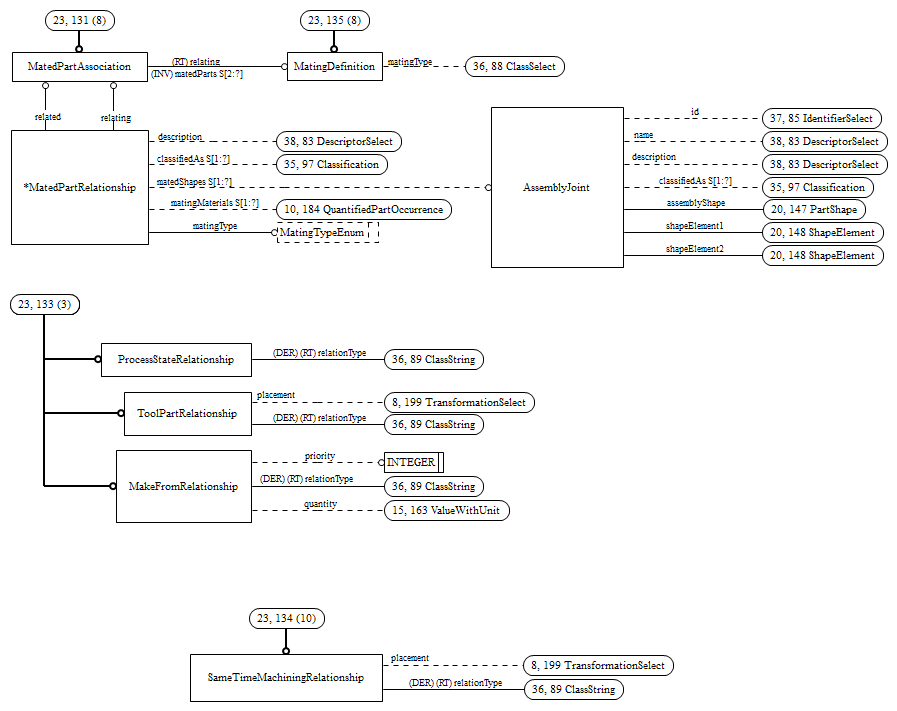 23, 131 (8)
23, 135 (8)
MatedPartAssociation
(RT) relating
(INV) matedParts S[2:?]
MatingDefinition
matingType
36, 88 ClassSelect
related
relating
*MatedPartRelationship
description
38, 83 DescriptorSelect
classifiedAs S[1:?]
35, 97 Classification
matedShapes S[1:?]
matingMaterials S[1:?]
10, 184 QuantifiedPartOccurrence
matingType
MatingTypeEnum
AssemblyJoint
id
37, 85 IdentifierSelect
name
38, 83 DescriptorSelect
description
38, 83 DescriptorSelect
classifiedAs S[1:?]
35, 97 Classification
assemblyShape
20, 147 PartShape
shapeElement1
20, 148 ShapeElement
shapeElement2
20, 148 ShapeElement
23, 133 (3)
ProcessStateRelationship
(DER) (RT) relationType
36, 89 ClassString
ToolPartRelationship
placement
8, 199 TransformationSelect
(DER) (RT) relationType
36, 89 ClassString
MakeFromRelationship
priority
INTEGER
(DER) (RT) relationType
36, 89 ClassString
quantity
15, 163 ValueWithUnit
23, 134 (10)
SameTimeMachiningRelationship
placement
8, 199 TransformationSelect
(DER) (RT) relationType
36, 89 ClassString